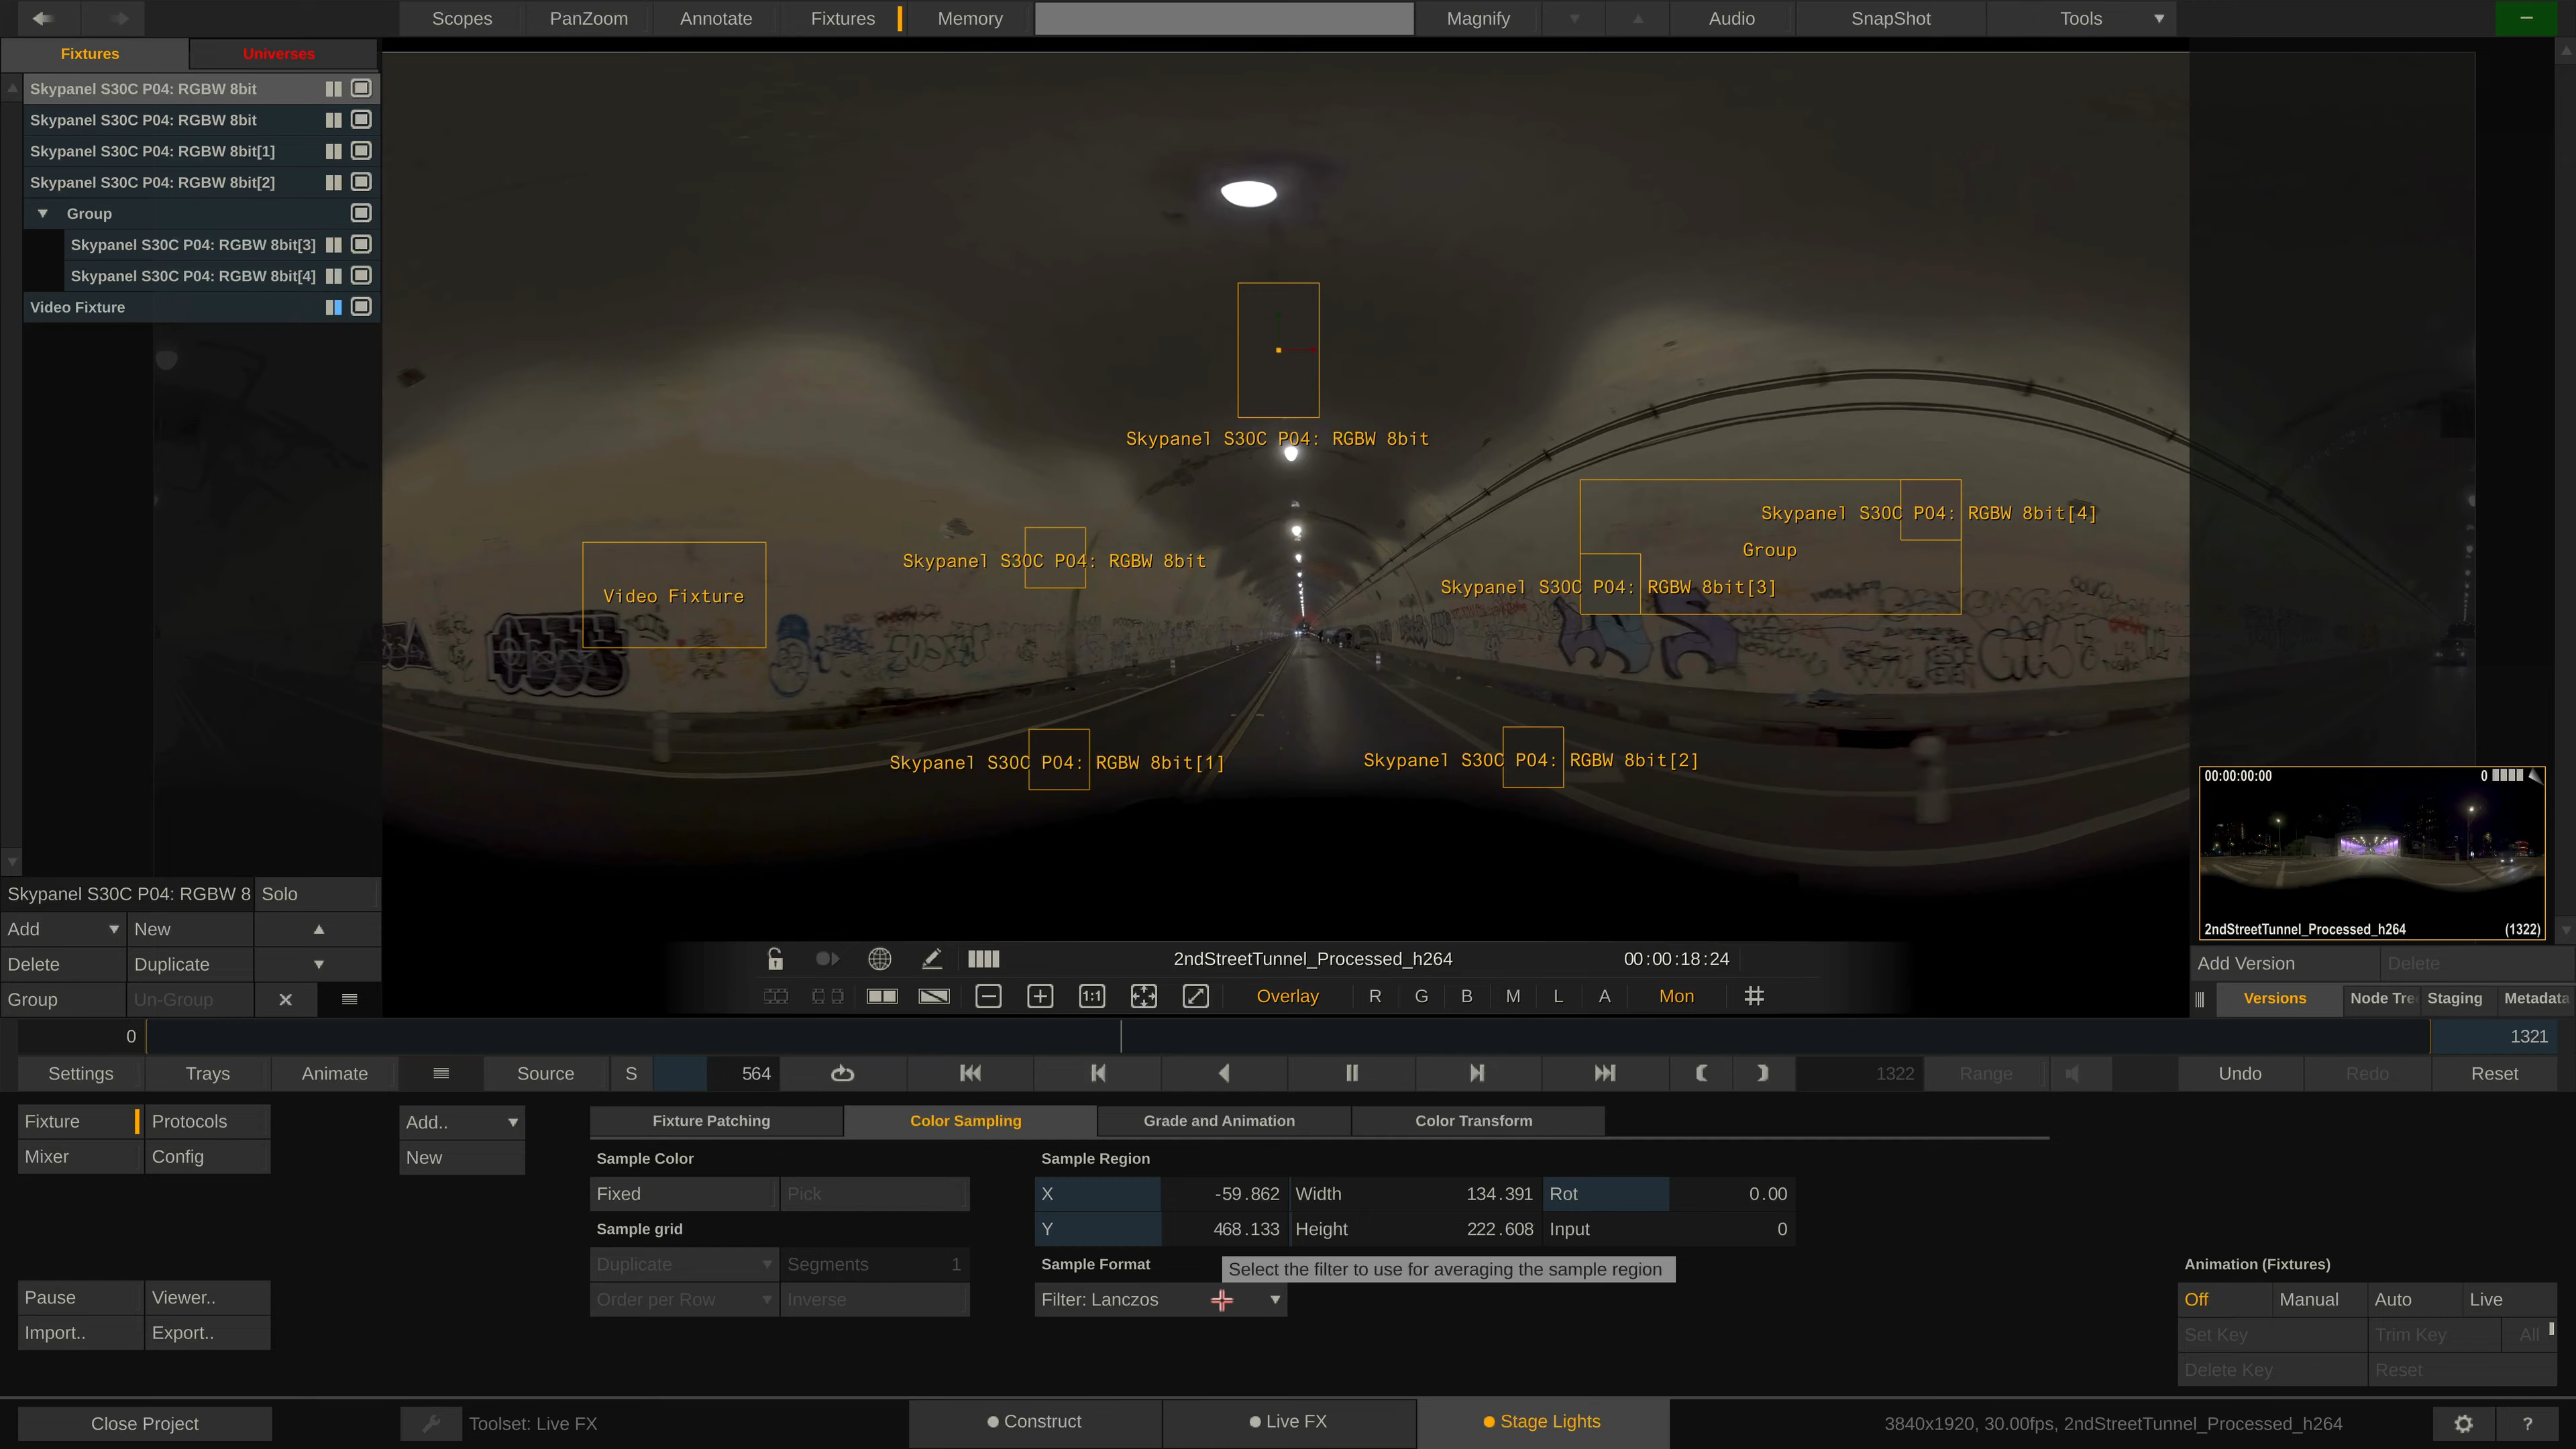 Scopes PanZoom Annotate Fixtures Memory Magnify Audio SnapShot Tools
Fixtures Universes
Skypanel S30C P04: RGBW 8bit
Skypanel S30C P04: RGBW 8bit
Skypanel S30C P04: RGBW 8bit[1]
Skypanel S30C P04: RGBW 8bit[2]
Group
Skypanel S30C P04: RGBW 8bit[3]
Skypanel S30C P04: RGBW 8bit[4]
Video Fixture
Skypanel S30C P04: RGBW 8bit
Skypanel S30C P04: RGBW 8bit[4]
Group
Skypanel S30C P04: RGBW 8bit
Skypanel S30C P04: RGBW 8bit[3]
Video Fixture
Skypanel S30C P04: RGBW 8bit[1]
Skypanel S30C P04: RGBW 8bit[2]
00:00:00:00 0
2ndStreetTunnel_Processed_h264 (1322)
Skypanel S30C P04: RGBW 8 Solo
Add New
Delete Duplicate
Group Un-Group
2ndStreetTunnel_Processed_h264 00:00:18:24
1:1 Overlay R G B M L A Mon
Add Version Delete
Versions Node Tre Staging Metadata
0 1321
Settings Trays Animate Source S 564 1322 Range Undo Redo Reset
Fixture Protocols
Mixer Config
Add..
New
Fixture Patching Color Sampling Grade and Animation Color Transform
Sample Color Sample Region
Fixed Pick X -59.862 Width 134.391 Rot 0.00
Sample grid Y 468.133 Height 222.608 Input 0
Duplicate Segments 1 Sample Format
Select the filter to use for averaging the sample region
Order per Row Inverse Filter: Lanczos
Pause Viewer..
Import.. Export..
Animation (Fixtures)
Off Manual Auto Live
Set Key Trim Key All
Delete Key Reset
Close Project Toolset: Live FX Construct Live FX Stage Lights 3840x1920, 30.00fps, 2ndStreetTunnel_Processed_h264 ?